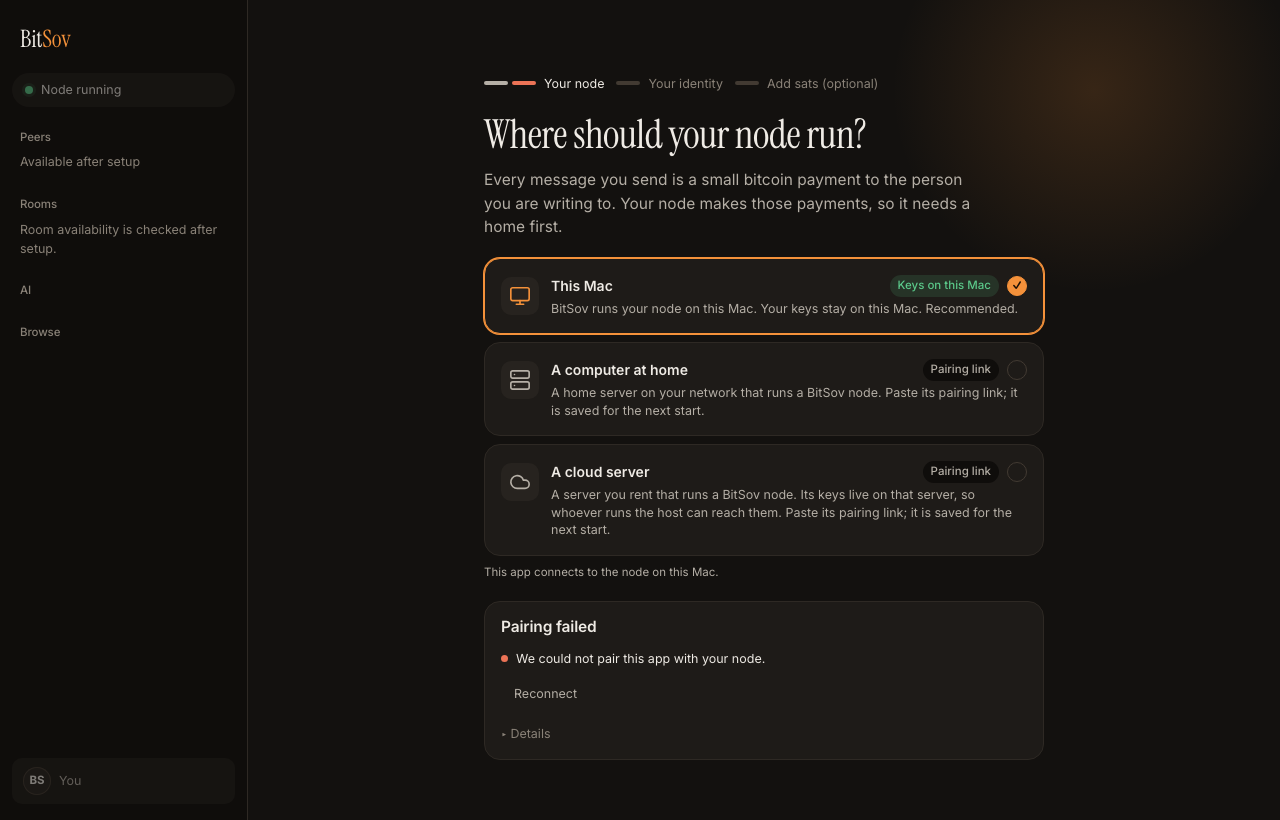 BitSov
Node running
Peers
Available after setup
Rooms
Room availability is checked after
setup.
AI
Browse
BS You
Your node Your identity Add sats (optional)
Where should your node run?
Every message you send is a small bitcoin payment to the person
you are writing to. Your node makes those payments, so it needs a
home first.
This Mac Keys on this Mac
BitSov runs your node on this Mac. Your keys stay on this Mac. Recommended.
A computer at home Pairing link
A home server on your network that runs a BitSov node. Paste its pairing link; it
is saved for the next start.
A cloud server Pairing link
A server you rent that runs a BitSov node. Its keys live on that server, so
whoever runs the host can reach them. Paste its pairing link; it is saved for the
next start.
This app connects to the node on this Mac.
Pairing failed
We could not pair this app with your node.
Reconnect
Details